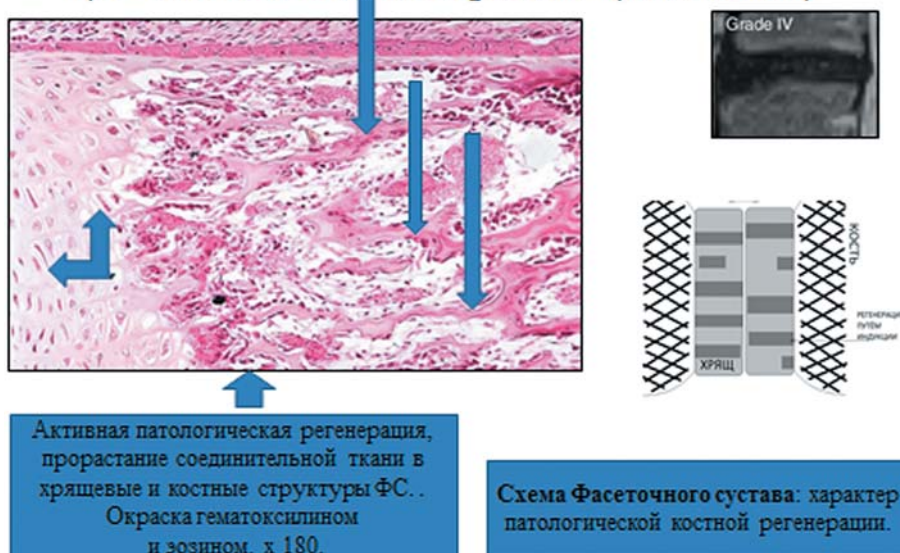 Grade IV
КОСТЬ
РЕГЕНЕРАЦИ
ПУТЁМ
ИНДУКЦИИ
ХРЯЩ
Активная патологическая регенерация,
прорастание соединительной ткани в
хрящевые и костные структуры ФС. .
Окраска гематоксилином
и эозином. х 180.
Схема Фасеточного сустава: характер
патологической костной регенерации.